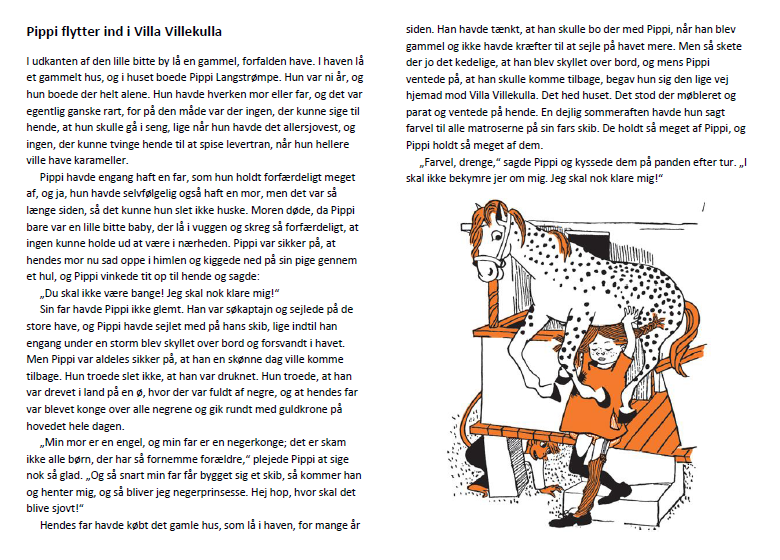 Pippi flytter ind i Villa Villekulla
I udkanten af den lille bitte by lå en gammel, forfalden have. I haven lå
et gammelt hus, og i huset boede Pippi Langstrømpe. Hun var ni år, og
hun boede der helt alene. Hun havde hverken mor eller far, og det var
egentlig ganske rart, for på den måde var der ingen, der kunne sige til
hende, at hun skulle gå i seng, lige når hun havde det allersjovest, og
ingen, der kunne tvinge hende til at spise levertran, når hun hellere
ville have karameller.
Pippi havde engang haft en far, som hun holdt forfærdeligt meget
af, og ja, hun havde selvfølgelig også haft en mor, men det var så
længe siden, så det kunne hun slet ikke huske. Moren døde, da Pippi
bare var en lille bitte baby, der lå i vuggen og skreg så forfærdeligt, at
ingen kunne holde ud at være i nærheden. Pippi var sikker på, at
hendes mor nu sad oppe i himlen og kiggede ned på sin pige gennem
et hul, og Pippi vinkede tit op til hende og sagde:
„Du skal ikke være bange! Jeg skal nok klare mig!“
Sin far havde Pippi ikke glemt. Han var søkaptajn og sejlede på de
store have, og Pippi havde sejlet med på hans skib, lige indtil han
engang under en storm blev skyllet over bord og forsvandt i havet.
Men Pippi var aldeles sikker på, at han en skønne dag ville komme
tilbage. Hun troede slet ikke, at han var druknet. Hun troede, at han
var drevet i land på en ø, hvor der var fuldt af negre, og at hendes far
var blevet konge over alle negrene og gik rundt med guldkrone på
hovedet hele dagen.
„Min mor er en engel, og min far er en negerkonge; det er skam
ikke alle børn, der har så fornemme forældre,“ plejede Pippi at sige
nok så glad. „Og så snart min far får bygget sig et skib, så kommer han
og henter mig, og så bliver jeg negerprinsesse. Hej hop, hvor skal det
blive sjovt!“
Hendes far havde købt det gamle hus, som lå i haven, for mange år
siden. Han havde tænkt, at han skulle bo der med Pippi, når han blev
gammel og ikke havde kræfter til at sejle på havet mere. Men så skete
der jo det kedelige, at han blev skyllet over bord, og mens Pippi
ventede på, at han skulle komme tilbage, begav hun sig den lige vej
hjemad mod Villa Villekulla. Det hed huset. Det stod der møbleret og
parat og ventede på hende. En dejlig sommeraften havde hun sagt
farvel til alle matroserne på sin fars skib. De holdt så meget af Pippi, og
Pippi holdt så meget af dem.
„Farvel, drenge,“ sagde Pippi og kyssede dem på panden efter tur. „I
skal ikke bekymre jer om mig. Jeg skal nok klare mig!“